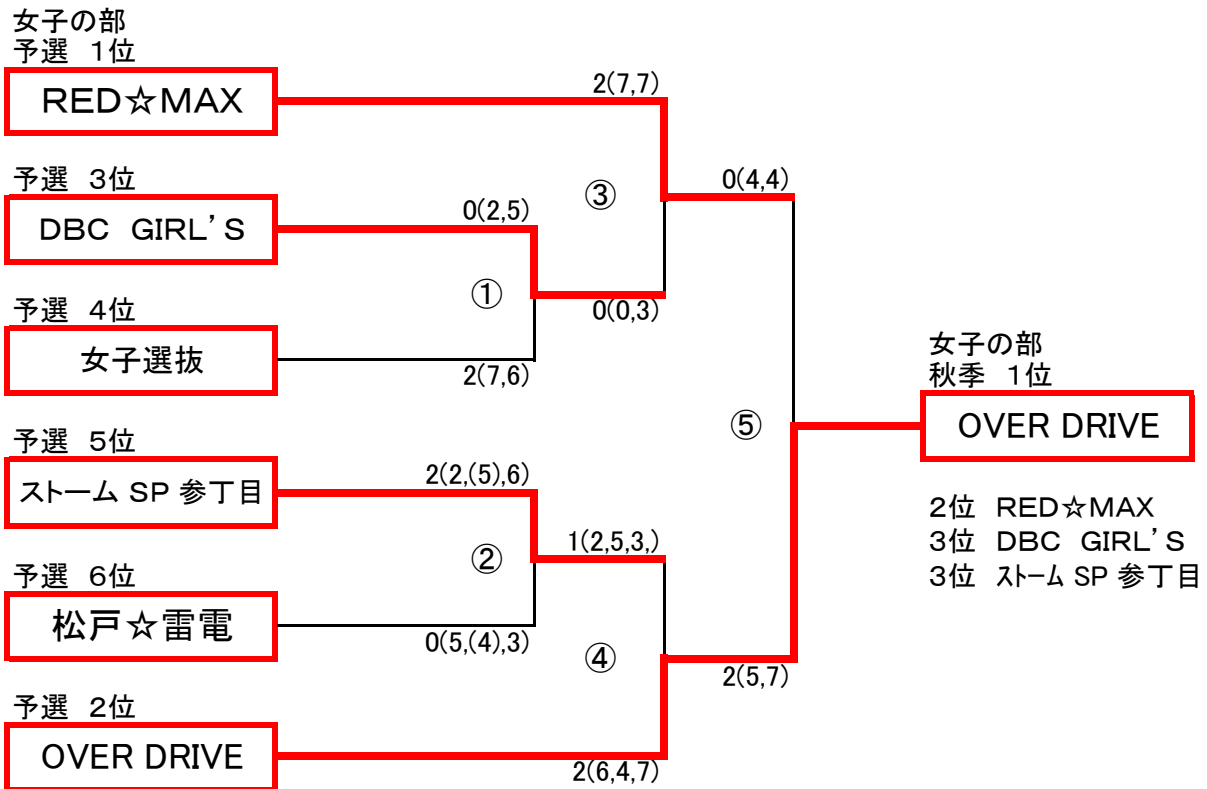 女子の部
予選 1位
RED☆MAX
2(7,7)
予選 3位
DBC GIRL'S
0(2,5)
③
0(4,4)
①
0(0,3)
予選 4位
女子選抜
2(7,6)
女子の部
秋季 1位
OVER DRIVE
⑤
予選 5位
ストーム SP 参丁目
2(2,(5),6)
1(2,5,3,)
②
2位 RED☆MAX
3位 DBC GIRL'S
3位 ストーム SP 参丁目
予選 6位
松戸☆雷電
0(5,(4),3)
④
2(5,7)
予選 2位
OVER DRIVE
2(6,4,7)